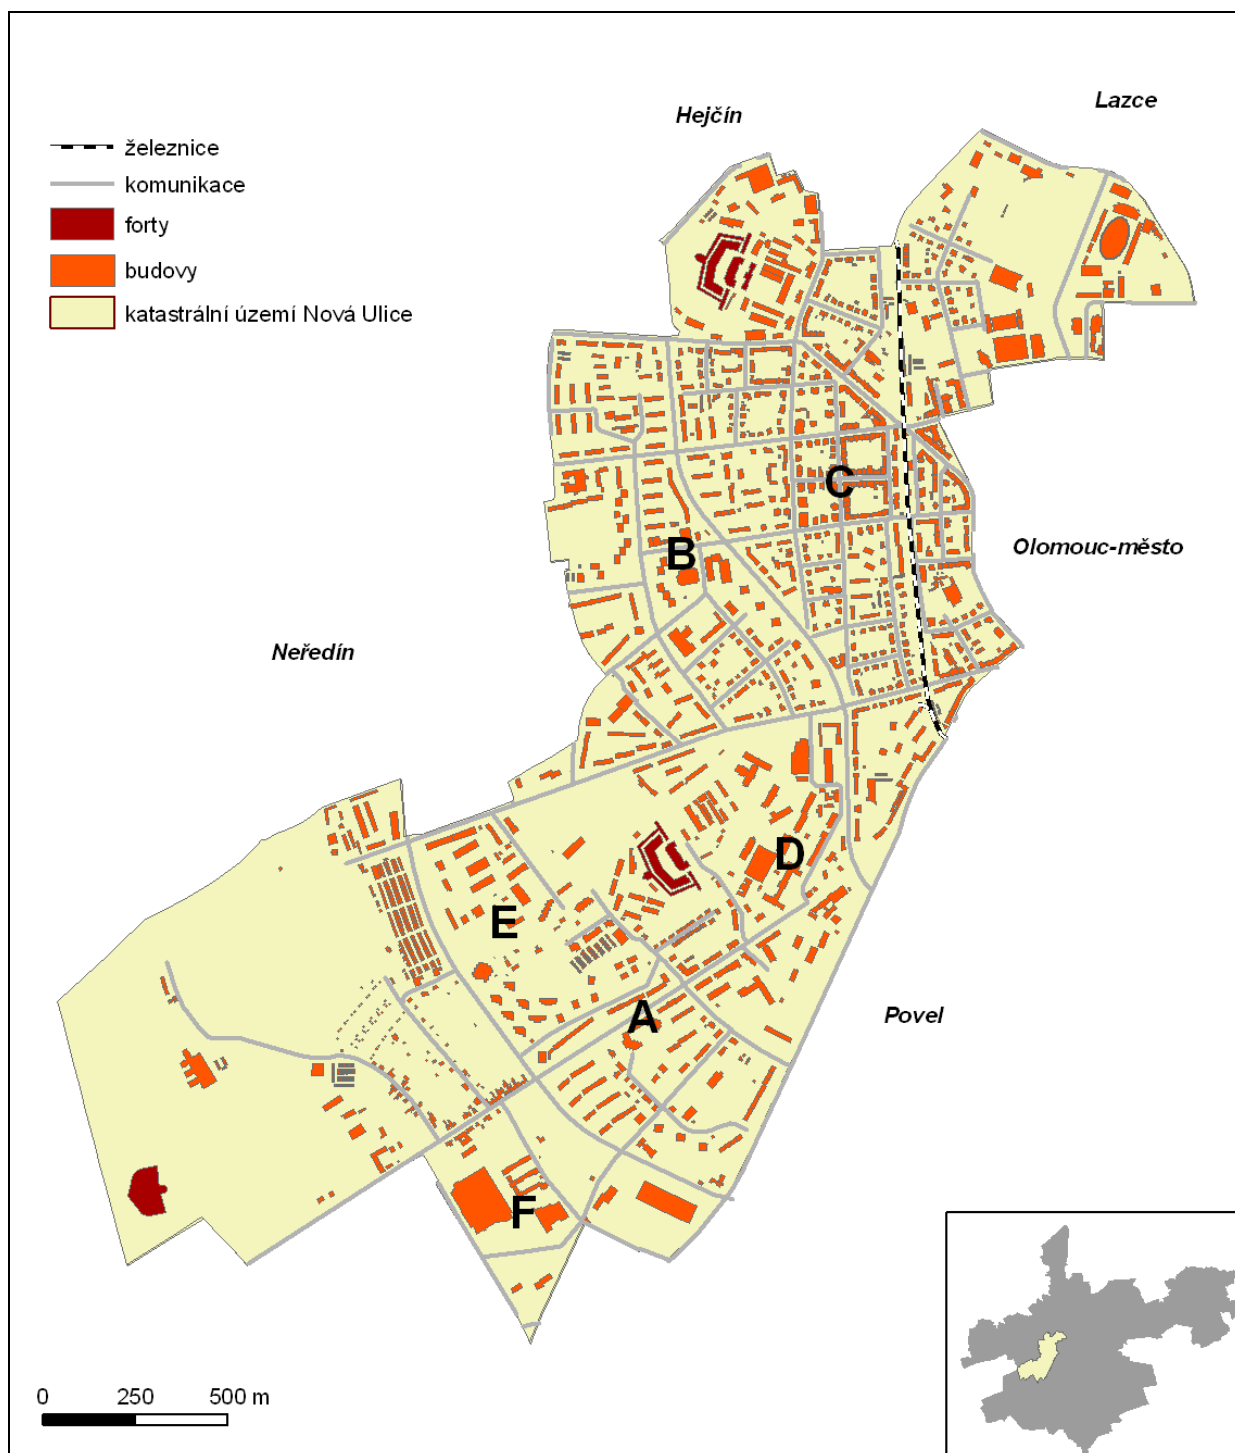 Lazce
Hejčín
železnice
komunikace
forty
budovy
katastrální území Nová Ulice
C
B
Olomouc-město
Neředín
D
E
A
Povel
F
0 250 500 m